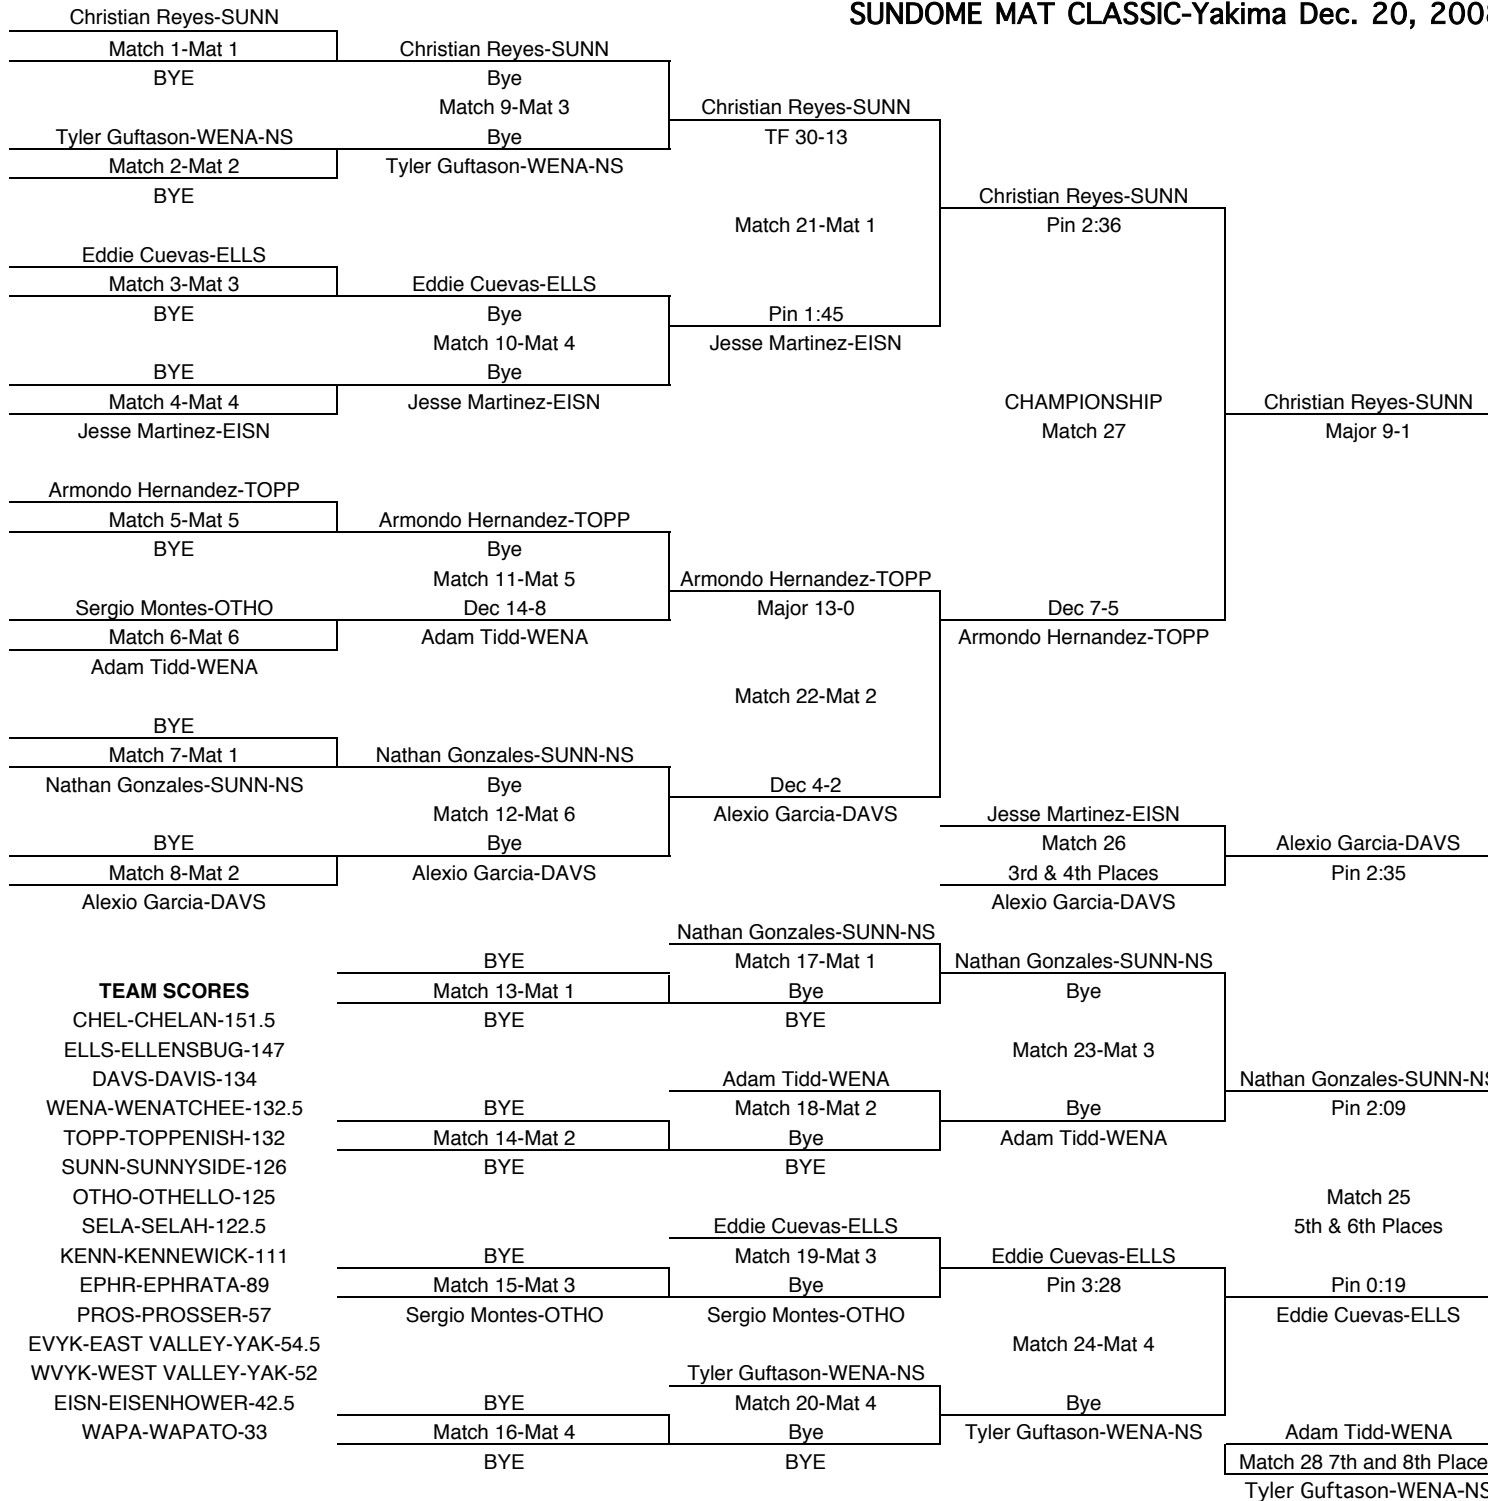 SUNDOME MAT CLASSIC-Yakima Dec. 20, 2008
Christian Reyes-SUNN
Match 1-Mat 1
BYE
Tyler Guftason-WENA-NS
Match 2-Mat 2
BYE
Eddie Cuevas-ELLS
Match 3-Mat 3
BYE
BYE
Match 4-Mat 4
Jesse Martinez-EISN
Armondo Hernandez-TOPP
Match 5-Mat 5
BYE
Sergio Montes-OTHO
Match 6-Mat 6
Adam Tidd-WENA
BYE
Match 7-Mat 1
Nathan Gonzales-SUNN-NS
BYE
Match 8-Mat 2
Alexio Garcia-DAVS
Christian Reyes-SUNN
Bye
Match 9-Mat 3
Bye
Tyler Guftason-WENA-NS
Eddie Cuevas-ELLS
Bye
Match 10-Mat 4
Bye
Jesse Martinez-EISN
Armondo Hernandez-TOPP
Bye
Match 11-Mat 5
Dec 14-8
Adam Tidd-WENA
Nathan Gonzales-SUNN-NS
Bye
Match 12-Mat 6
Bye
Alexio Garcia-DAVS
Christian Reyes-SUNN
TF 30-13
Match 21-Mat 1
Pin 1:45
Jesse Martinez-EISN
Armondo Hernandez-TOPP
Major 13-0
Match 22-Mat 2
Dec 4-2
Alexio Garcia-DAVS
Christian Reyes-SUNN
Pin 2:36
CHAMPIONSHIP
Match 27
Dec 7-5
Armondo Hernandez-TOPP
Christian Reyes-SUNN
Major 9-1
Jesse Martinez-EISN
Match 26
3rd & 4th Places
Alexio Garcia-DAVS
Alexio Garcia-DAVS
Pin 2:35
TEAM SCORES
CHEL-CHELAN-151.5
ELLS-ELLENSBUG-147
DAVS-DAVIS-134
WENA-WENATCHEE-132.5
TOPP-TOPPENISH-132
SUNN-SUNNYSIDE-126
OTHO-OTHELLO-125
SELA-SELAH-122.5
KENN-KENNEWICK-111
EPHR-EPHRATA-89
PROS-PROSSER-57
EVYK-EAST VALLEY-YAK-54.5
WVYK-WEST VALLEY-YAK-52
EISN-EISENHOWER-42.5
WAPA-WAPATO-33
BYE
Match 13-Mat 1
BYE
BYE
Match 14-Mat 2
BYE
BYE
Match 15-Mat 3
Sergio Montes-OTHO
BYE
Match 16-Mat 4
BYE
Nathan Gonzales-SUNN-NS
Match 17-Mat 1
Bye
BYE
Adam Tidd-WENA
Match 18-Mat 2
Bye
BYE
Eddie Cuevas-ELLS
Match 19-Mat 3
Bye
Sergio Montes-OTHO
Tyler Guftason-WENA-NS
Match 20-Mat 4
Bye
BYE
Nathan Gonzales-SUNN-NS
Bye
Match 23-Mat 3
Bye
Adam Tidd-WENA
Eddie Cuevas-ELLS
Pin 3:28
Match 24-Mat 4
Bye
Tyler Guftason-WENA-NS
Nathan Gonzales-SUNN-NS
Pin 2:09
Match 25
5th & 6th Places
Pin 0:19
Eddie Cuevas-ELLS
Adam Tidd-WENA
Match 28 7th and 8th Place
Tyler Guftason-WENA-NS